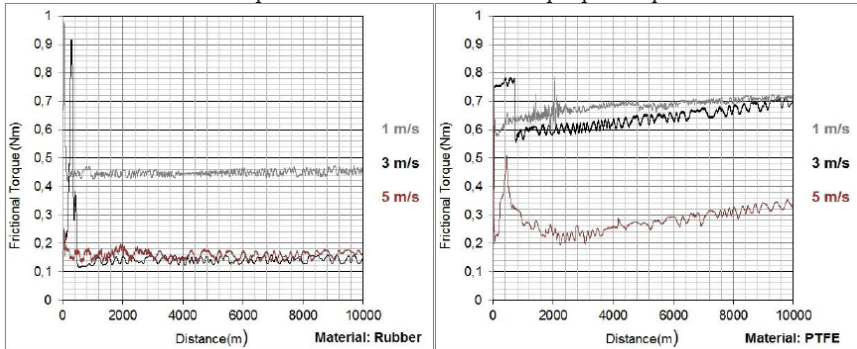 1
0,9
0,8
0,7
0,6
0,5
0,4
0,3
0,2
0,1
0
Frictional Torque (Nm)
0 2000 4000 6000 8000 10000
Distance(m)
Material: Rubber
1 m/s
3 m/s
5 m/s
1
0,9
0,8
0,7
0,6
0,5
0,4
0,3
0,2
0,1
0
Frictional Torque (Nm)
0 2000 4000 6000 8000 10000
Distance(m)
Material: PTFE
1 m/s
3 m/s
5 m/s